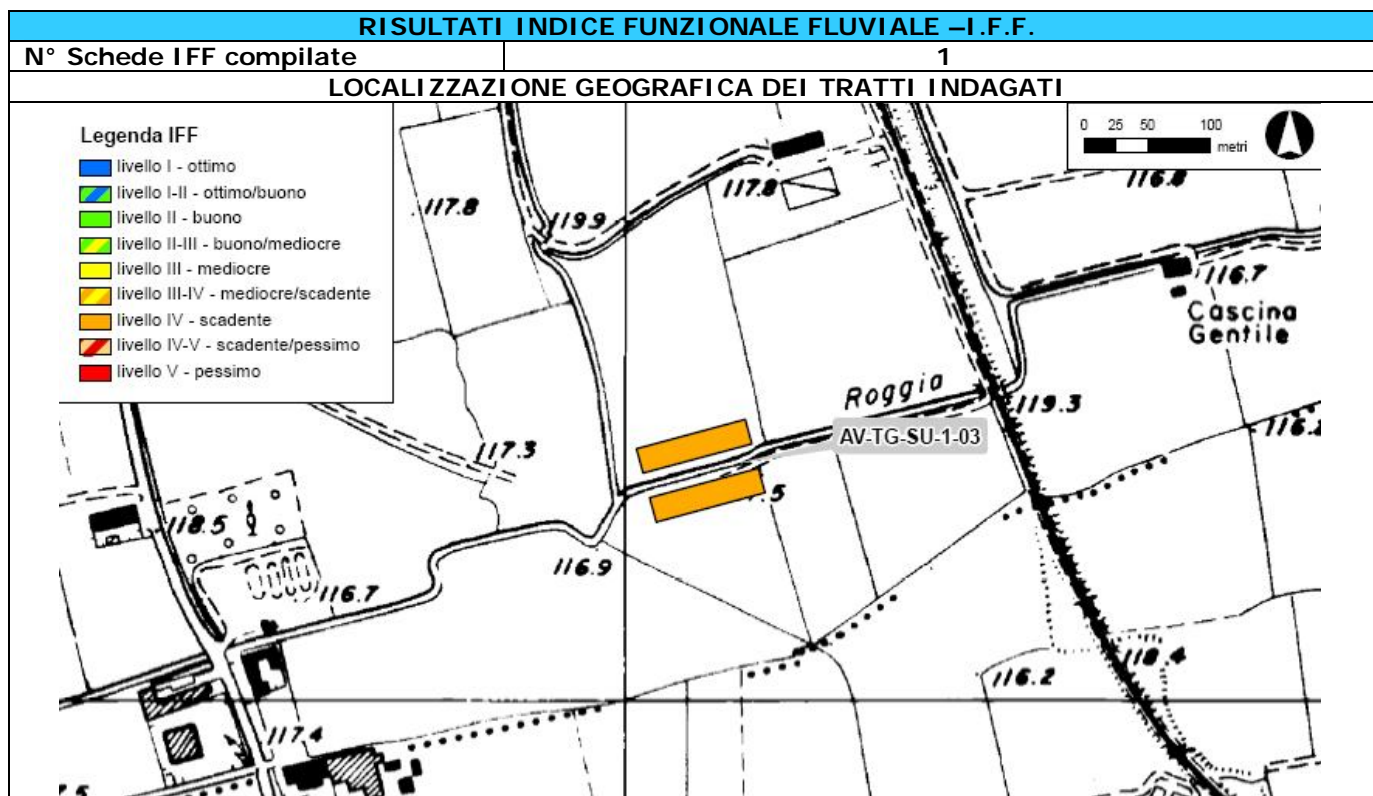 RISULTATI INDICE FUNZIONALE FLUVIALE –I.F.F.
N° Schede IFF compilate 1
LOCALIZZAZIONE GEOGRAFICA DEI TRATTI INDAGATI
Legenda IFF
livello I - ottimo
livello I-II - ottimo/buono
livello II - buono
livello II-III - buono/mediocre
livello III - mediocre
livello III-IV - mediocre/scadente
livello IV - scadente
livello IV-V - scadente/pessimo
livello V - pessimo
0 25 50 100
metri
117.8
119.9
117.8
116.8
116.7
Cascina
Gentile
Roggia
119.3
AV-TG-SU-1-03
117.3
118.5
116.9
116.7
118.4
116.2
117.4